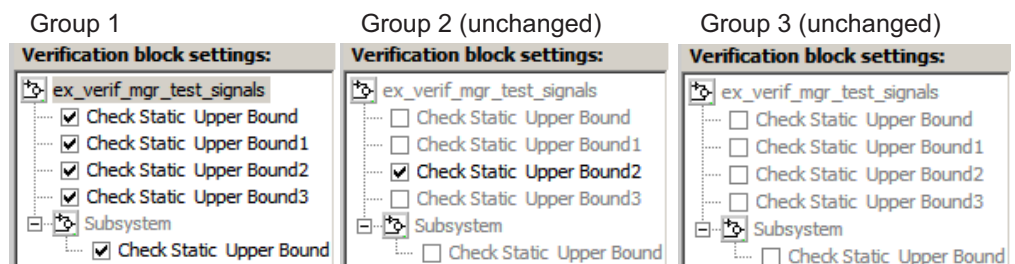 Group 1
Verification block settings:
ex_verif_mgr_test_signals
Check Static Upper Bound
Check Static Upper Bound1
Check Static Upper Bound2
Check Static Upper Bound3
Subsystem
Check Static Upper Bound
Group 2 (unchanged)
Verification block settings:
ex_verif_mgr_test_signals
Check Static Upper Bound
Check Static Upper Bound1
Check Static Upper Bound2
Check Static Upper Bound3
Subsystem
Check Static Upper Bound
Group 3 (unchanged)
Verification block settings:
ex_verif_mgr_test_signals
Check Static Upper Bound
Check Static Upper Bound1
Check Static Upper Bound2
Check Static Upper Bound3
Subsystem
Check Static Upper Bound